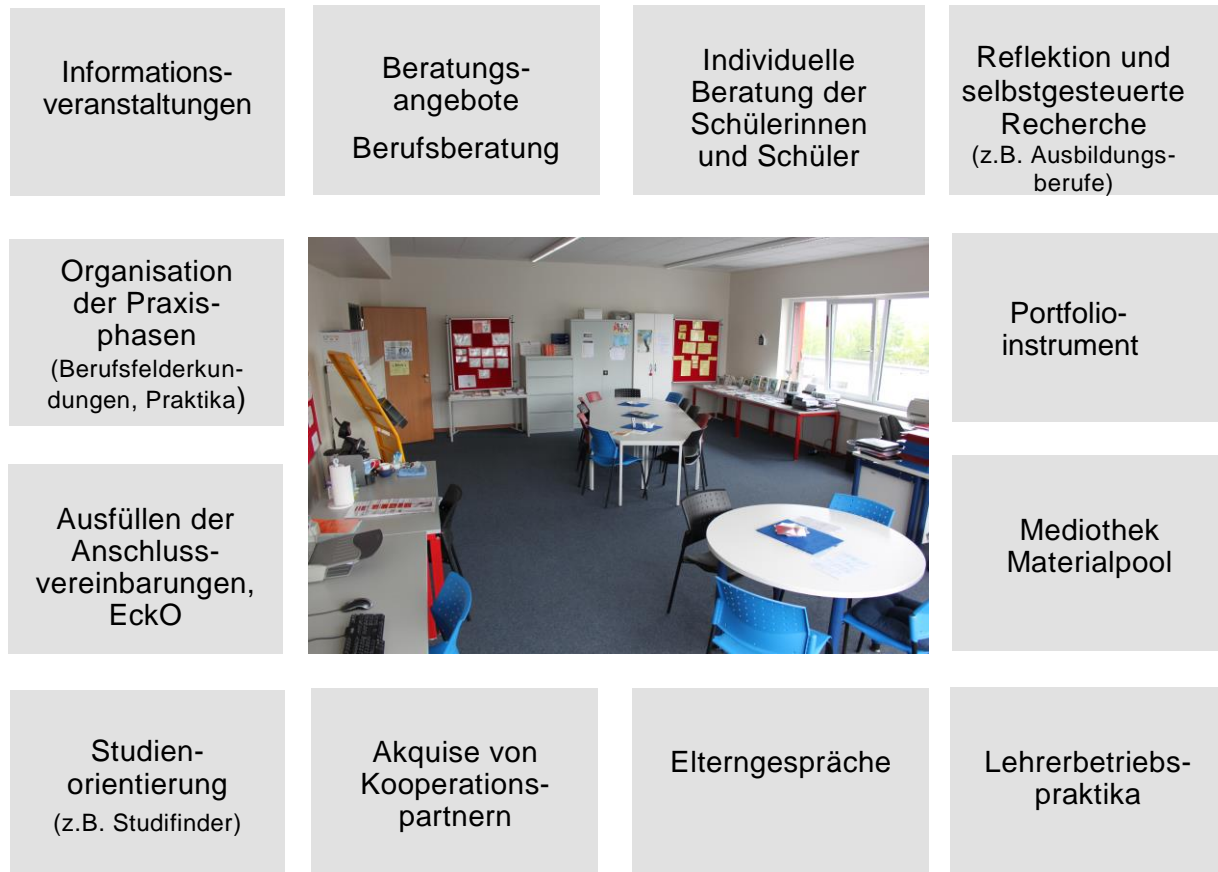 Informations-
veranstaltungen
Beratungs-
angebote
Berufsberatung
Individuelle
Beratung der
Schülerinnen
und Schüler
Reflektion und
selbstgesteuerte
Recherche
(z.B. Ausbildungs-
berufe)
Organisation
der Praxis-
phasen
(Berufsfelderkun-
dungen, Praktika)
Portfolio-
instrument
Ausfüllen der
Anschluss-
vereinbarungen,
EckO
Mediothek
Materialpool
Studien-
orientierung
(z.B. Studifinder)
Akquise von
Kooperations-
partnern
Elterngespräche
Lehrerbetriebs-
praktika